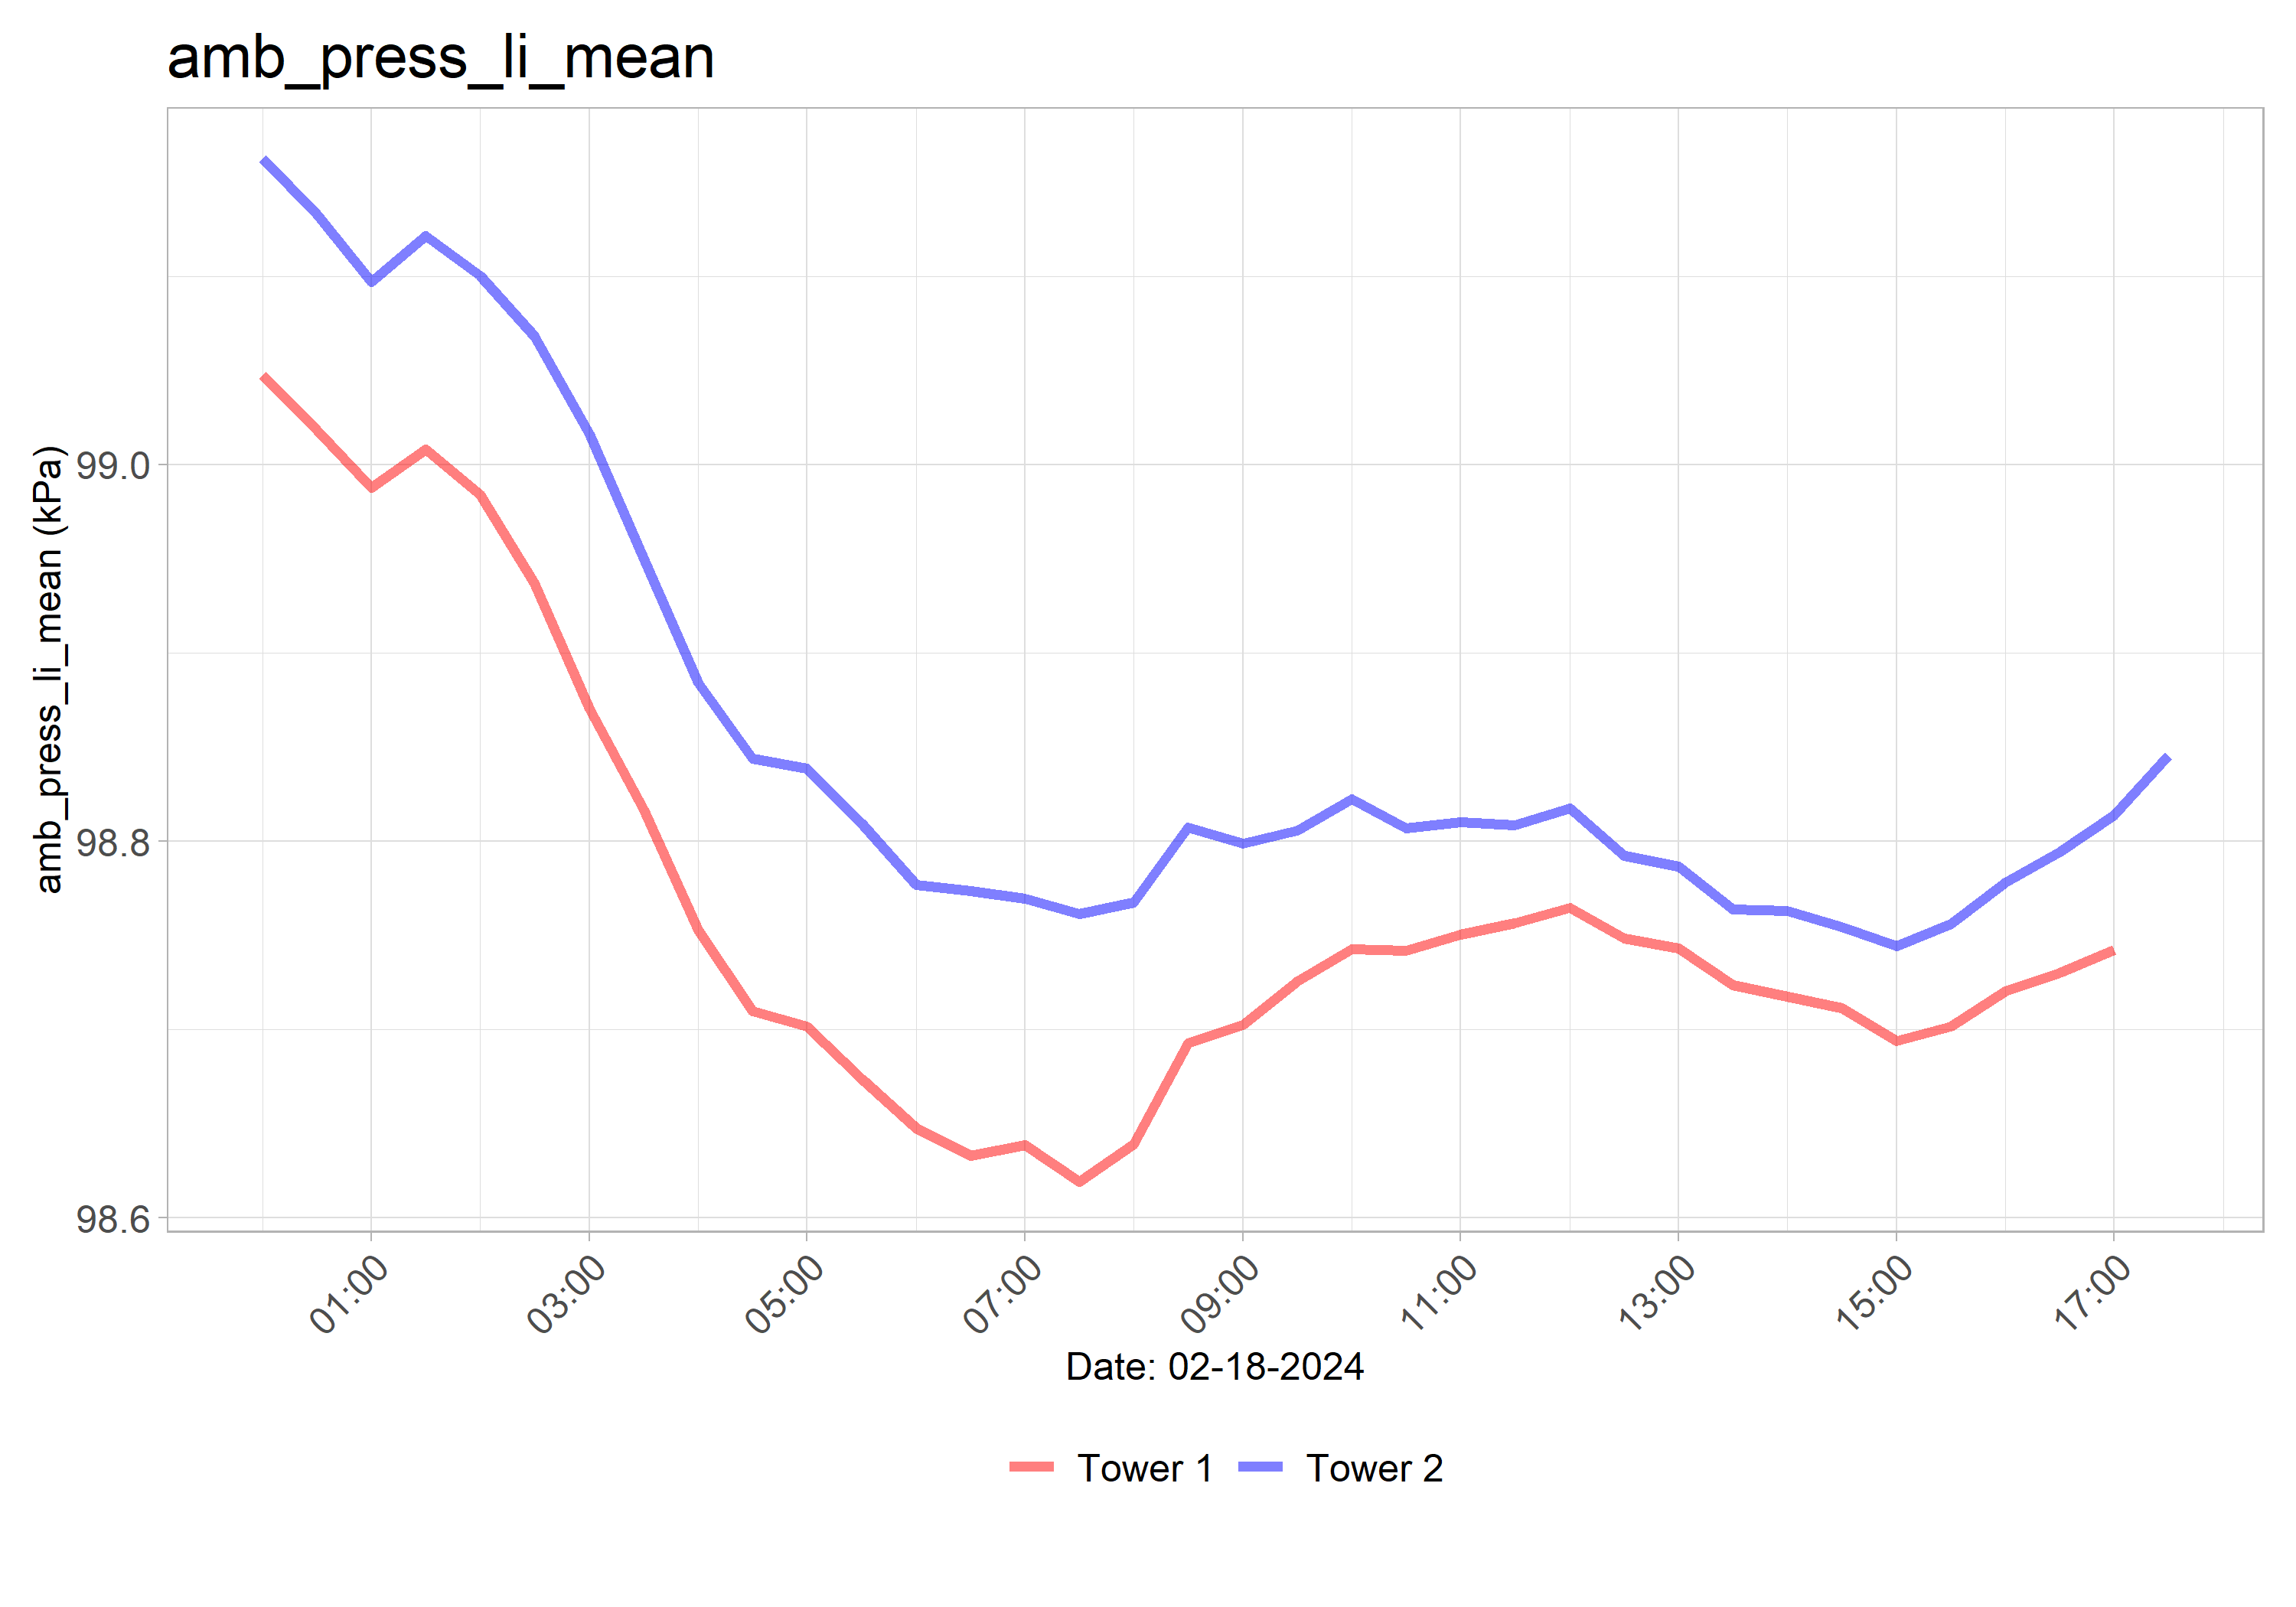 amb_press_li_mean
amb_press_li_mean (kPa)
99.0
98.8
98.6
01:00 03:00 05:00 07:00 09:00 11:00 13:00 15:00 17:00
Date: 02-18-2024
Tower 1 Tower 2